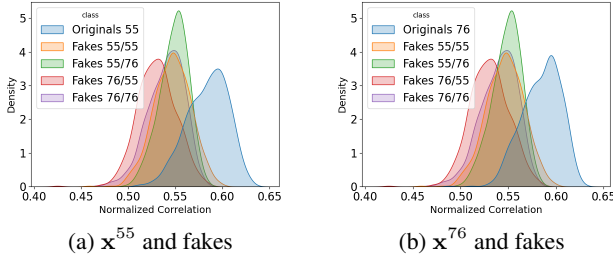 class
Originals 55
Fakes 55/55
Fakes 55/76
Fakes 76/55
Fakes 76/76
Density
5
4
3
2
1
0
0.40 0.45 0.50 0.55 0.60 0.65
Normalized Correlation
(a) x^55 and fakes
class
Originals 76
Fakes 55/55
Fakes 55/76
Fakes 76/55
Fakes 76/76
Density
5
4
3
2
1
0
0.40 0.45 0.50 0.55 0.60 0.65
Normalized Correlation
(b) x^76 and fakes